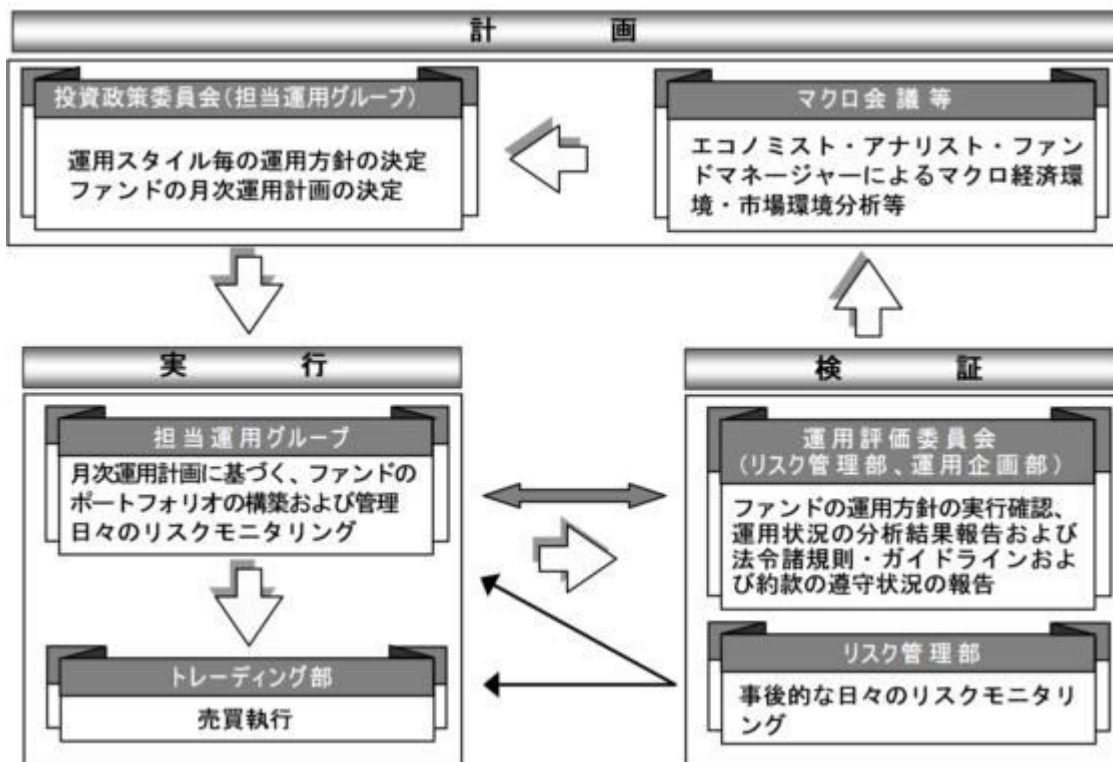 計画
投資政策委員会(担当運用グループ)
運用スタイル毎の運用方針の決定
ファンドの月次運用計画の決定
マクロ会議等
エコノミスト・アナリスト・ファン
ドマネージャーによるマクロ経済環
境・市場環境分析等
実行
担当運用グループ
月次運用計画に基づく、ファンドの
ポートフォリオの構築および管理
日々のリスクモニタリング
トレーディング部
売買執行
検証
運用評価委員会
(リスク管理部、運用企画部)
ファンドの運用方針の実行確認、
運用状況の分析結果報告および
法令諸規則・ガイドラインおよ
び約款の遵守状況の報告
リスク管理部
事後的な日々のリスクモニタリ
ング